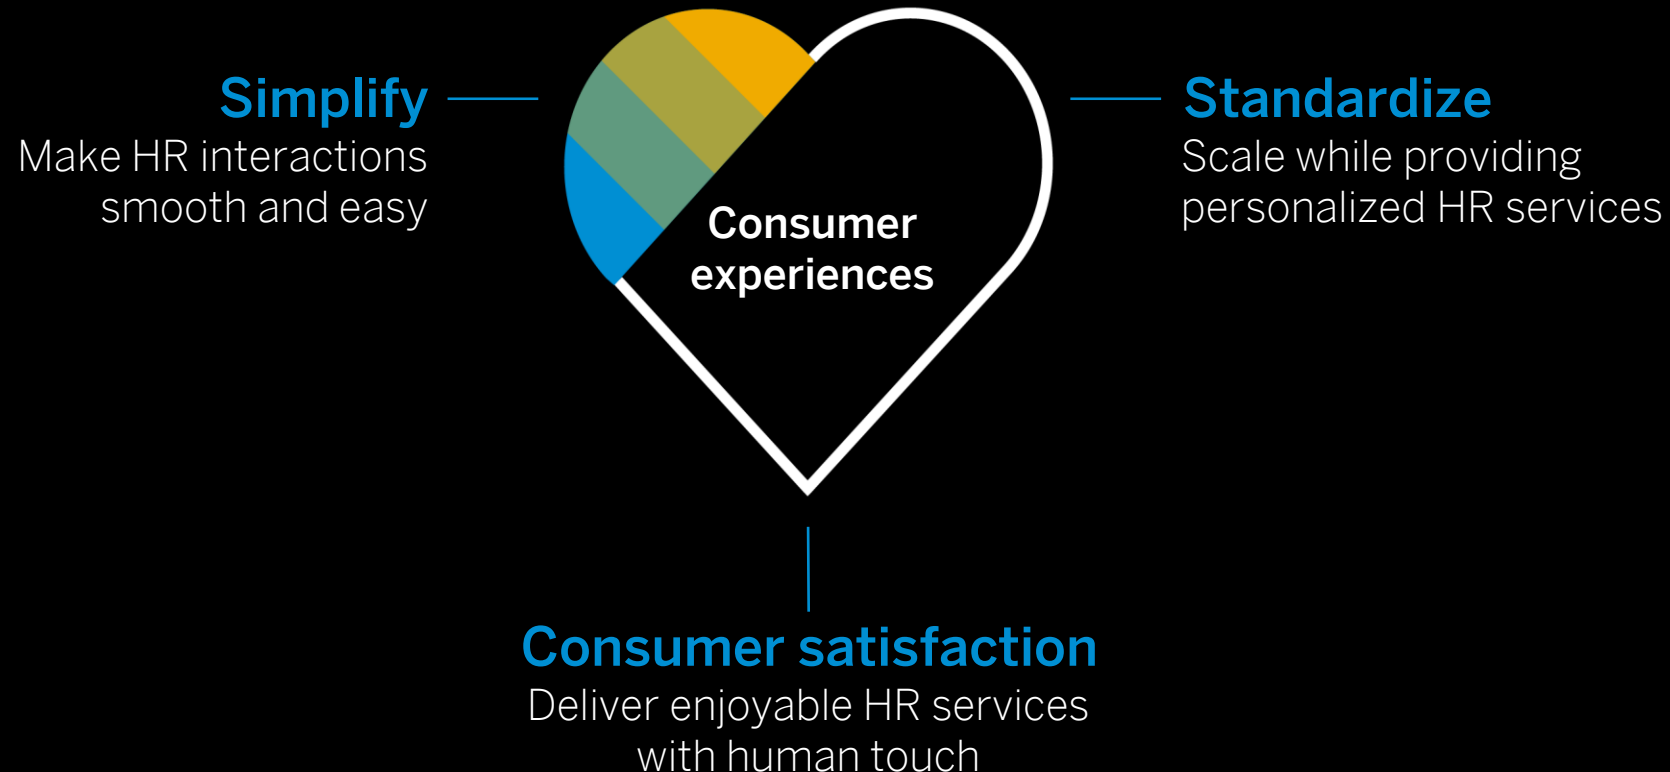 Simplify
Make HR interactions
smooth and easy
Consumer
experiences
Standardize
Scale while providing
personalized HR services
Consumer satisfaction
Deliver enjoyable HR services
with human touch